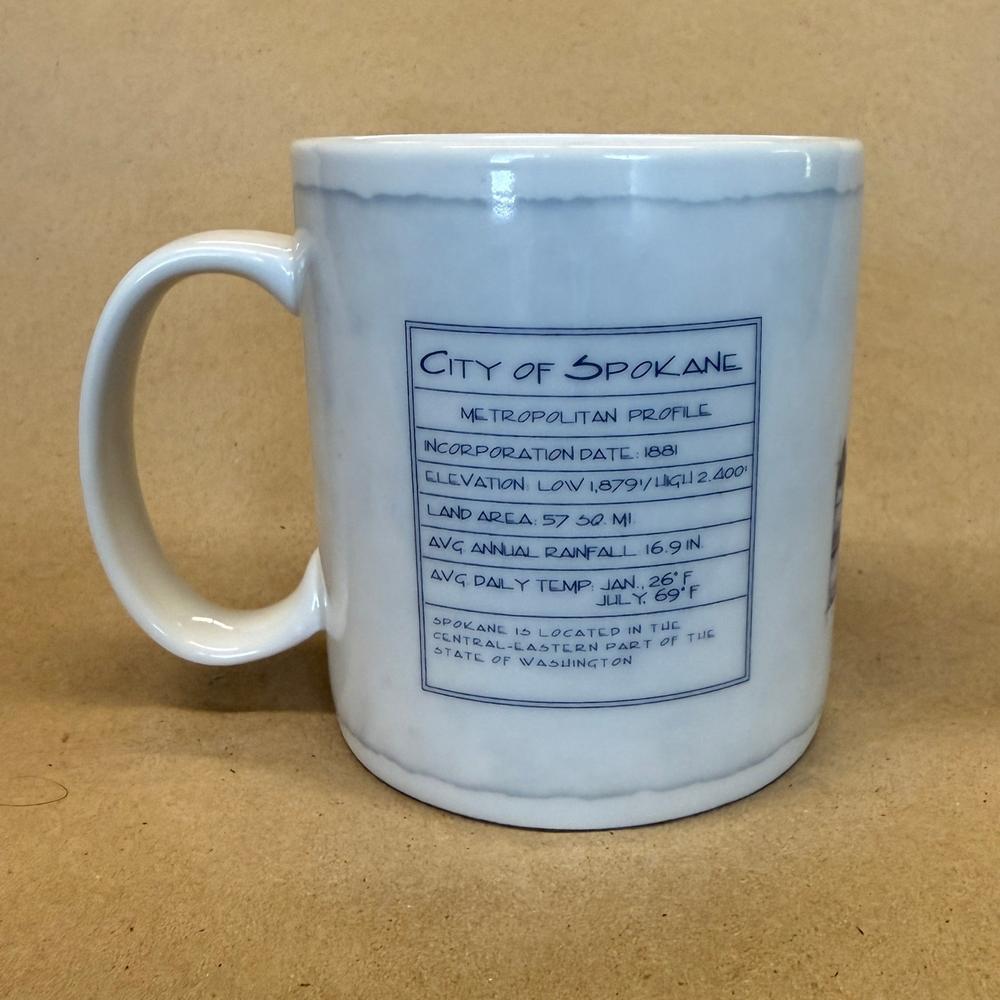 CITY OF SPOKANE
METROPOLITAN PROFILE
INCORPORATION DATE: 1881
ELEVATION: LOW 1,879'/HIGH 2.400'
LAND AREA: 57 SQ. MI.
AVG ANNUAL RAINFALL 16.9 IN.
AVG. DAILY TEMP: JAN., 26°F
JULY, 69°F
SPOKANE IS LOCATED IN THE
CENTRAL-EASTERN PART OF THE
STATE OF WASHINGTON